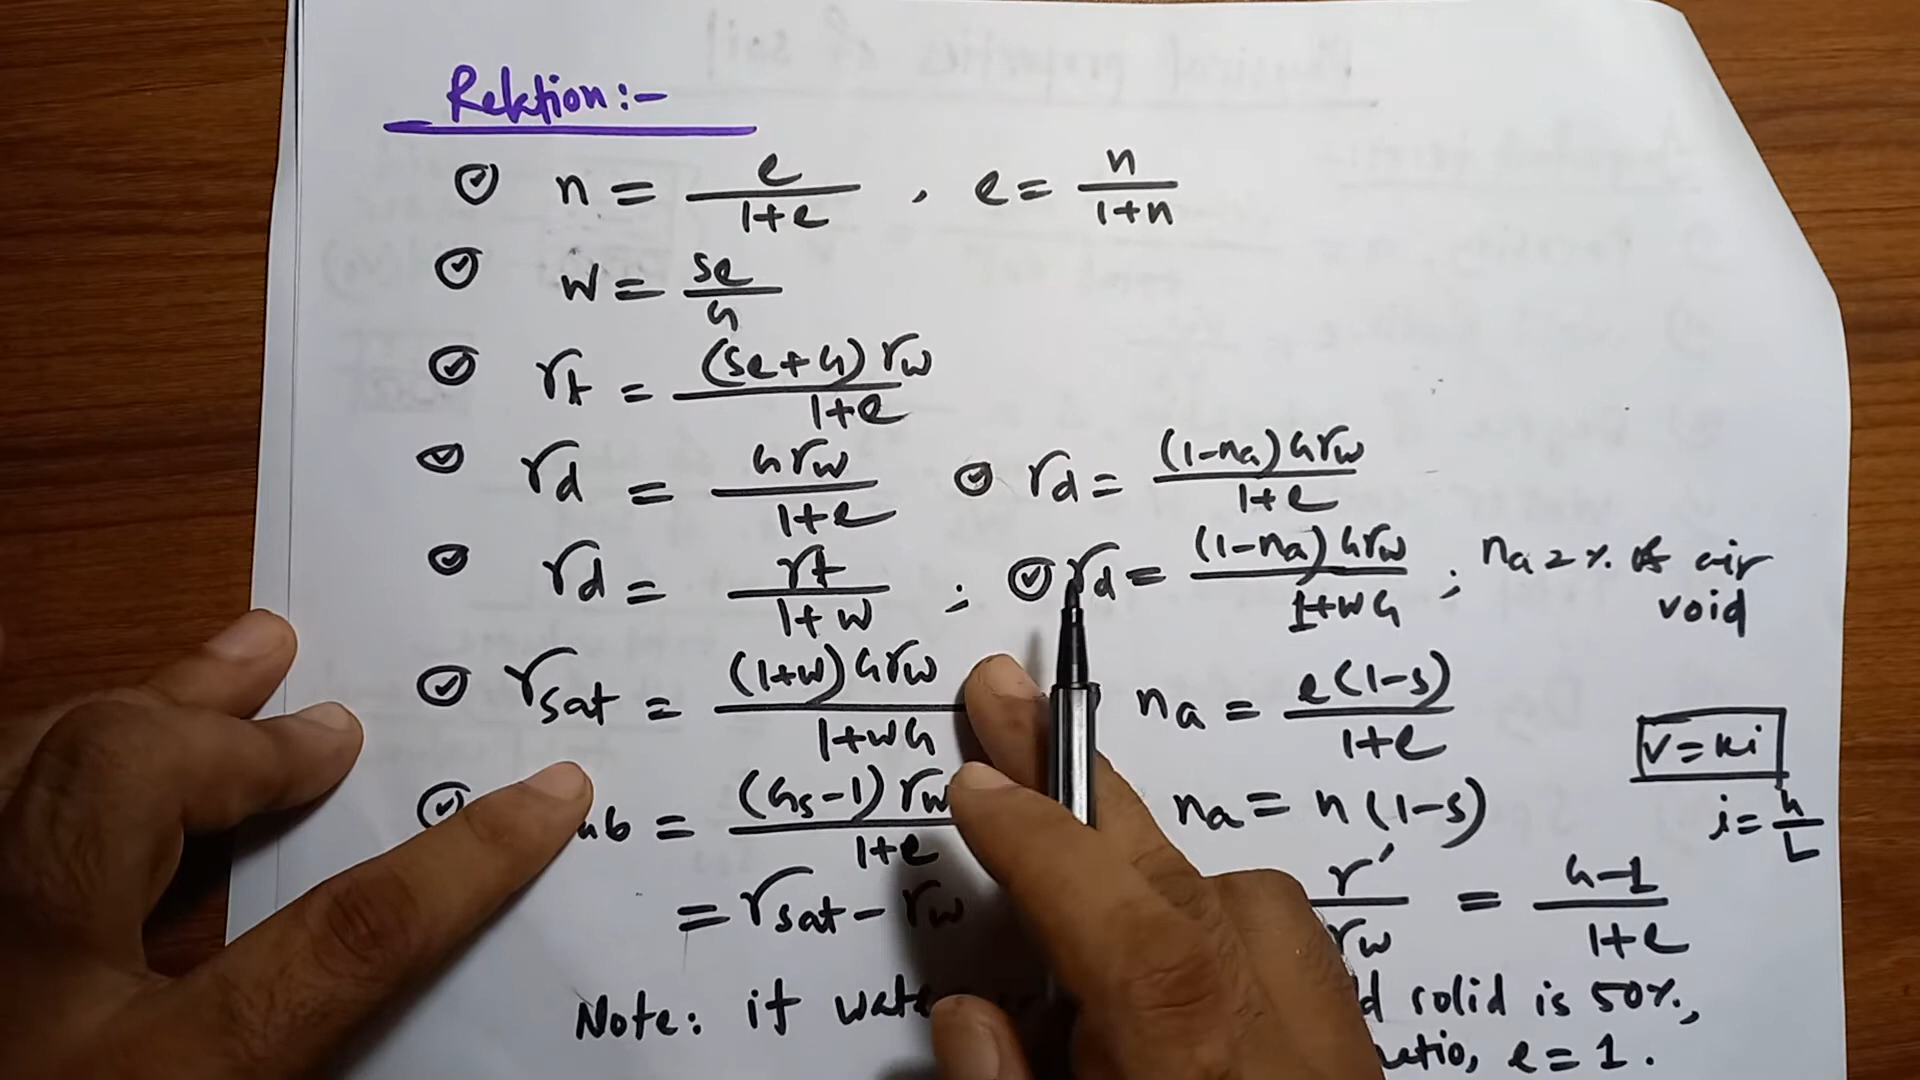 Relation:-
n = e/(1+e) , e = n/(1+n)
w = se/G
γt = (se+G)γw/(1+e)
γd = Gγw/(1+e) γd = (1-na)Gγw/(1+e)
γd = γt/(1+w) ; γd = (1-na)Gγw/(1+wG) ; na = % of air void
γsat = (1+w)Gγw/(1+wG) na = e(1-s)/(1+e)
v = ki
ub = (Gs-1)γw/(1+e) na = n(1-s)
i = h/L
= γsat - γw γ'/γw = (G-1)/(1+e)
Note: if wate solid is 50%,
e = 1.